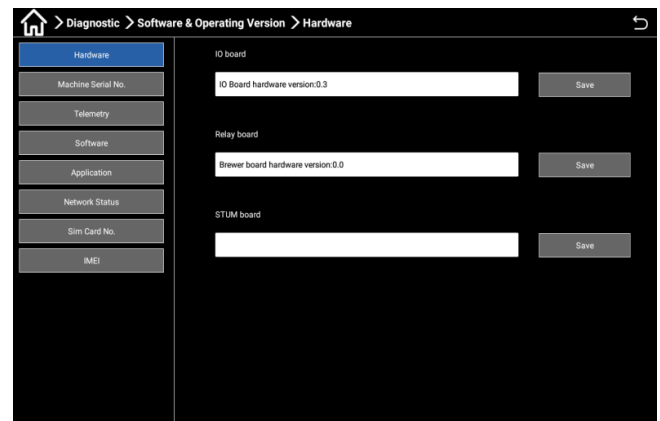 Diagnostic > Software & Operating Version > Hardware
Hardware
Machine Serial No.
Telemetry
Software
Application
Network Status
Sim Card No.
IMEI
IO board
IO Board hardware version:0.3
Save
Relay board
Brewer board hardware version:0.0
Save
STUM board
Save